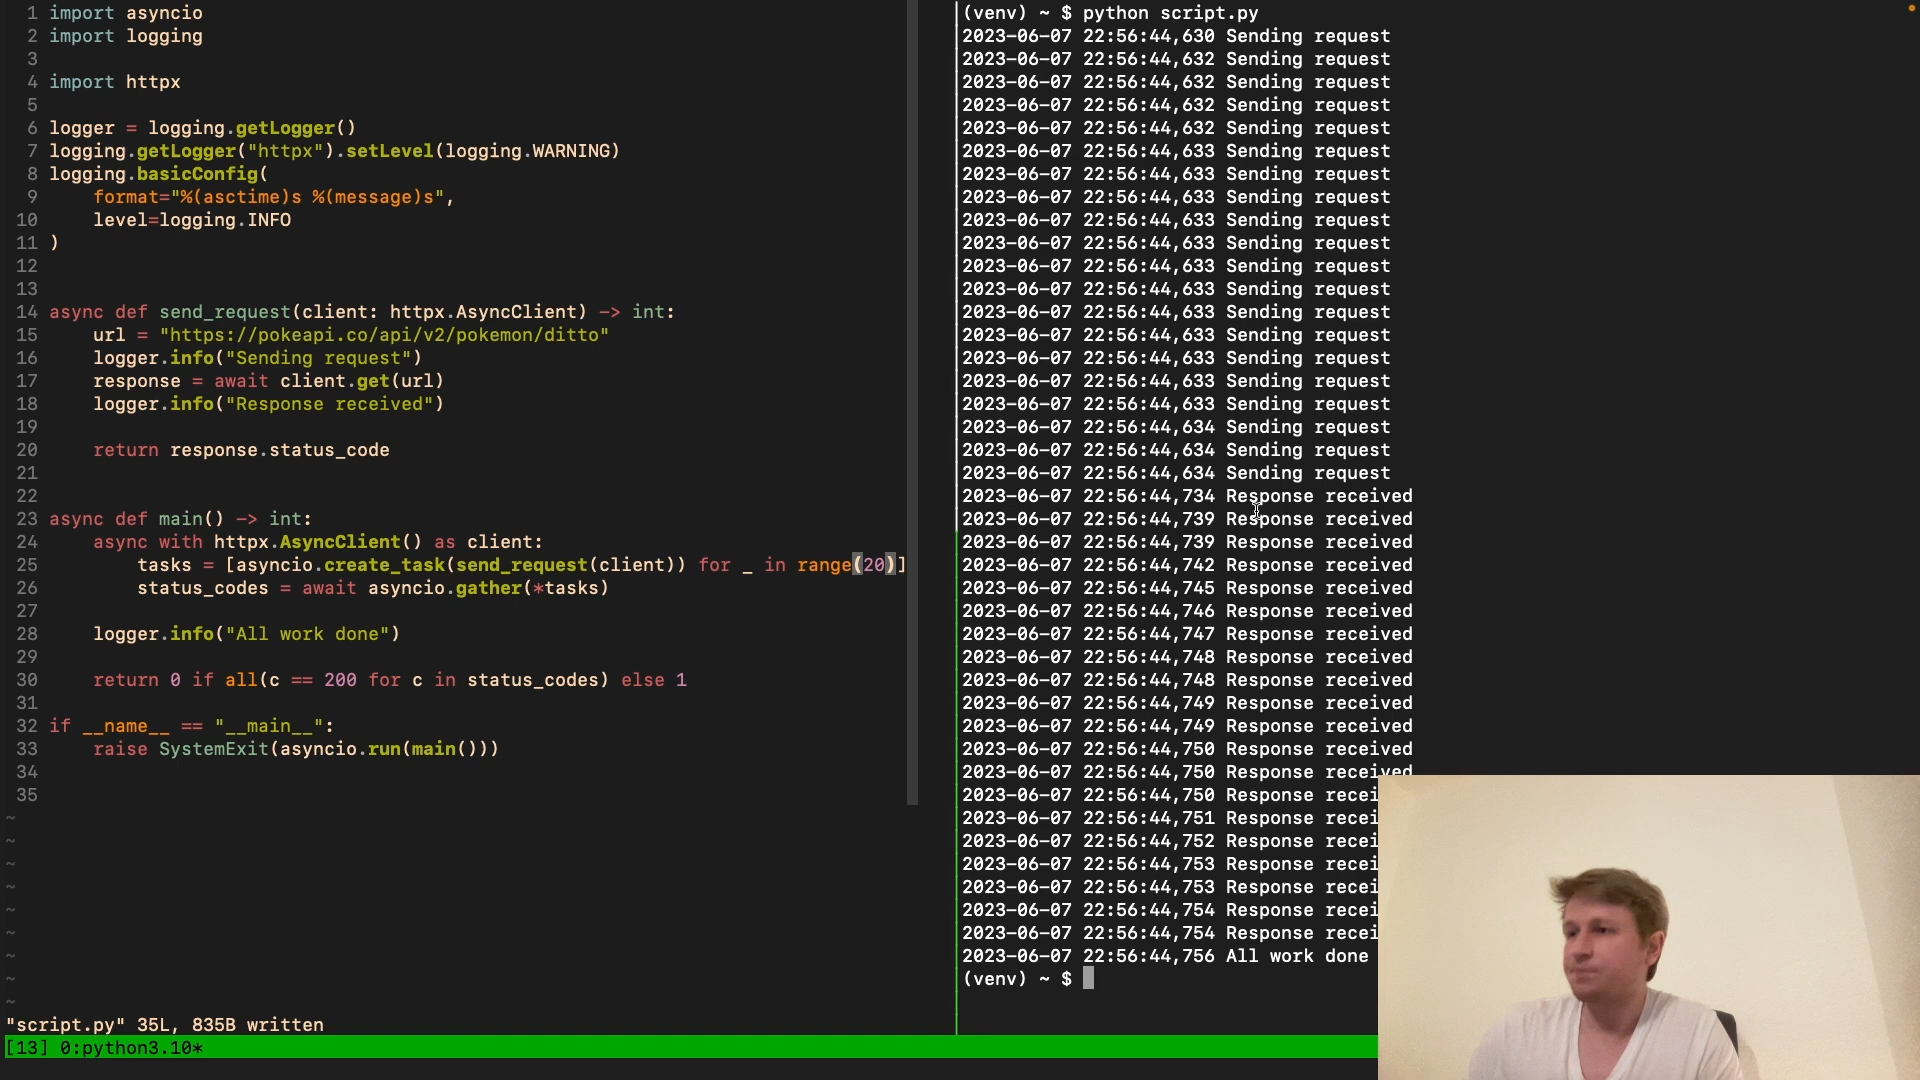 1 import asyncio
2 import logging
3
4 import httpx
5
6 logger = logging.getLogger()
7 logging.getLogger("httpx").setLevel(logging.WARNING)
8 logging.basicConfig(
9     format="%(asctime)s %(message)s",
10     level=logging.INFO
11 )
12
13
14 async def send_request(client: httpx.AsyncClient) -> int:
15     url = "https://pokeapi.co/api/v2/pokemon/ditto"
16     logger.info("Sending request")
17     response = await client.get(url)
18     logger.info("Response received")
19
20     return response.status_code
21
22
23 async def main() -> int:
24     async with httpx.AsyncClient() as client:
25         tasks = [asyncio.create_task(send_request(client)) for _ in range(20)]
26         status_codes = await asyncio.gather(*tasks)
27
28     logger.info("All work done")
29
30     return 0 if all(c == 200 for c in status_codes) else 1
31
32 if __name__ == "__main__":
33     raise SystemExit(asyncio.run(main()))
34
35
~
~
~
~
~
~
~
~
~
"script.py" 35L, 835B written
[13] 0:python3.10*
(venv) ~ $ python script.py
2023-06-07 22:56:44,630 Sending request
2023-06-07 22:56:44,632 Sending request
2023-06-07 22:56:44,632 Sending request
2023-06-07 22:56:44,632 Sending request
2023-06-07 22:56:44,632 Sending request
2023-06-07 22:56:44,633 Sending request
2023-06-07 22:56:44,633 Sending request
2023-06-07 22:56:44,633 Sending request
2023-06-07 22:56:44,633 Sending request
2023-06-07 22:56:44,633 Sending request
2023-06-07 22:56:44,633 Sending request
2023-06-07 22:56:44,633 Sending request
2023-06-07 22:56:44,633 Sending request
2023-06-07 22:56:44,633 Sending request
2023-06-07 22:56:44,633 Sending request
2023-06-07 22:56:44,633 Sending request
2023-06-07 22:56:44,633 Sending request
2023-06-07 22:56:44,634 Sending request
2023-06-07 22:56:44,634 Sending request
2023-06-07 22:56:44,634 Sending request
2023-06-07 22:56:44,734 Response received
2023-06-07 22:56:44,739 Response received
2023-06-07 22:56:44,739 Response received
2023-06-07 22:56:44,742 Response received
2023-06-07 22:56:44,745 Response received
2023-06-07 22:56:44,746 Response received
2023-06-07 22:56:44,747 Response received
2023-06-07 22:56:44,748 Response received
2023-06-07 22:56:44,748 Response received
2023-06-07 22:56:44,749 Response received
2023-06-07 22:56:44,749 Response received
2023-06-07 22:56:44,750 Response received
2023-06-07 22:56:44,750 Response received
2023-06-07 22:56:44,750 Response recei
2023-06-07 22:56:44,751 Response recei
2023-06-07 22:56:44,752 Response recei
2023-06-07 22:56:44,753 Response recei
2023-06-07 22:56:44,753 Response recei
2023-06-07 22:56:44,754 Response recei
2023-06-07 22:56:44,754 Response recei
2023-06-07 22:56:44,756 All work done
(venv) ~ $